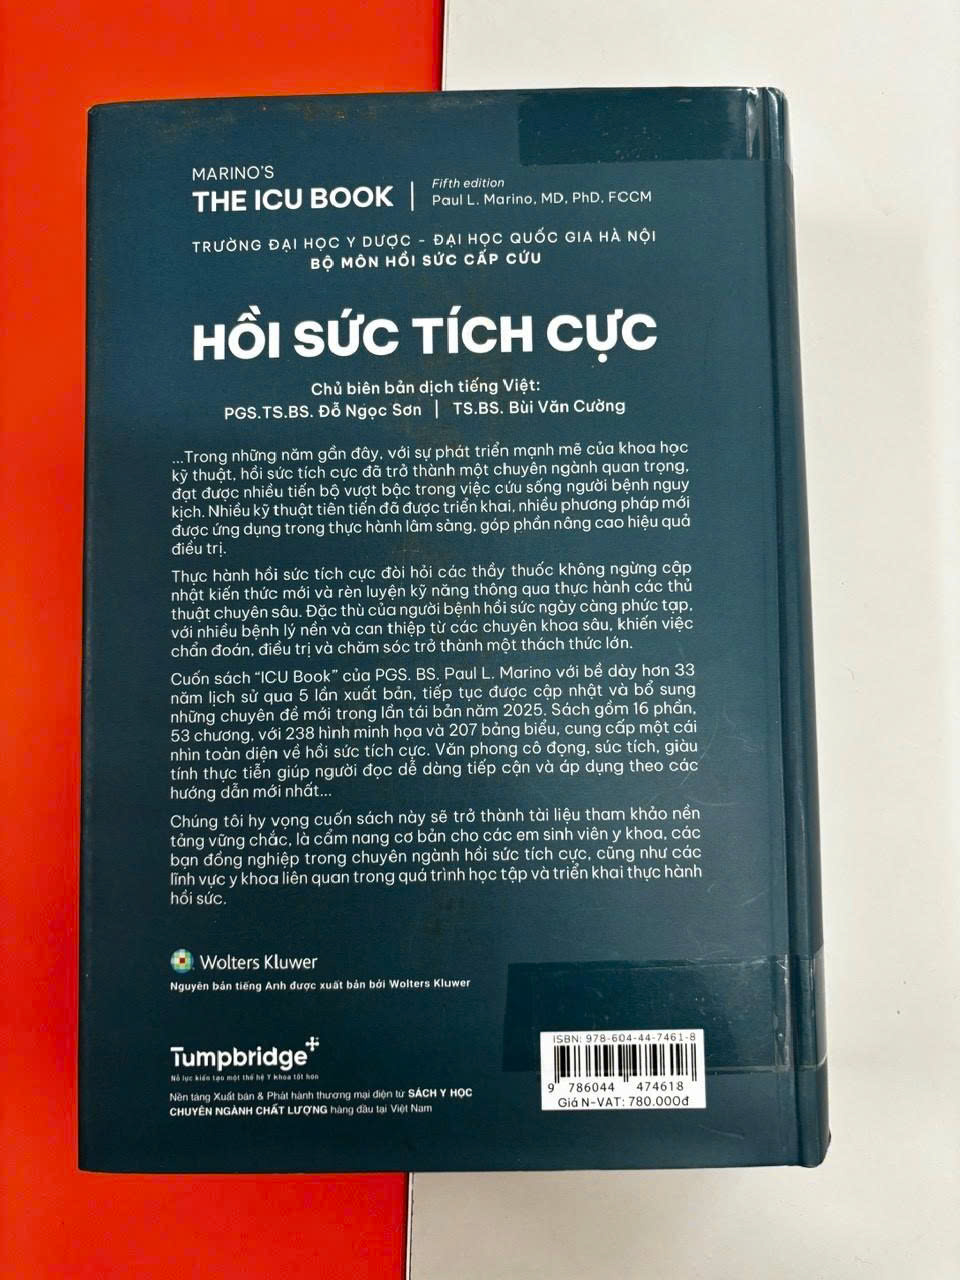 MARINO'S
THE ICU BOOK
Fifth edition
Paul L. Marino, MD, PhD, FCCM
TRƯỜNG ĐẠI HỌC Y DƯỢC - ĐẠI HỌC QUỐC GIA HÀ NỘI
BỘ MÔN HỒI SỨC CẤP CỨU
HỒI SỨC TÍCH CỰC
Chủ biên bản dịch tiếng Việt:
PGS.TS.BS. Đỗ Ngọc Sơn | TS.BS. Bùi Văn Cường
...Trong những năm gần đây, với sự phát triển mạnh mẽ của khoa học
kỹ thuật, hồi sức tích cực đã trở thành một chuyên ngành quan trọng,
đạt được nhiều tiến bộ vượt bậc trong việc cứu sống người bệnh nguy
kịch. Nhiều kỹ thuật tiên tiến đã được triển khai, nhiều phương pháp mới
được ứng dụng trong thực hành lâm sàng, góp phần nâng cao hiệu quả
điều trị.
Thực hành hồi sức tích cực đòi hỏi các thầy thuốc không ngừng cập
nhật kiến thức mới và rèn luyện kỹ năng thông qua thực hành các thủ
thuật chuyên sâu. Đặc thù của người bệnh hồi sức ngày càng phức tạp,
với nhiều bệnh lý nền và can thiệp từ các chuyên khoa sâu, khiến việc
chẩn đoán, điều trị và chăm sóc trở thành một thách thức lớn.
Cuốn sách “ICU Book” của PGS. BS. Paul L. Marino với bề dày hơn 33
năm lịch sử qua 5 lần xuất bản, tiếp tục được cập nhật và bổ sung
những chuyên đề mới trong lần tái bản năm 2025. Sách gồm 16 phần,
53 chương, với 238 hình minh họa và 207 bảng biểu, cung cấp một cái
nhìn toàn diện về hồi sức tích cực. Văn phong cô đọng, súc tích, giàu
tính thực tiễn giúp người đọc dễ dàng tiếp cận và áp dụng theo các
hướng dẫn mới nhất...
Chúng tôi hy vọng cuốn sách này sẽ trở thành tài liệu tham khảo nền
tảng vững chắc, là cẩm nang cơ bản cho các em sinh viên y khoa, các
bạn đồng nghiệp trong chuyên ngành hồi sức tích cực, cũng như các
lĩnh vực y khoa liên quan trong quá trình học tập và triển khai thực hành
hồi sức.
Wolters Kluwer
Nguyên bản tiếng Anh được xuất bản bởi Wolters Kluwer
Tumpbridge
Nỗ lực kiến tạo một thế hệ Y khoa tốt hơn
Nền tảng Xuất bản & Phát hành thương mại điện tử SÁCH Y HỌC
CHUYÊN NGÀNH CHẤT LƯỢNG hàng đầu tại Việt Nam
ISBN: 978-604-44-7461-8
9 786044 474618
Giá N-VAT: 780.000đ